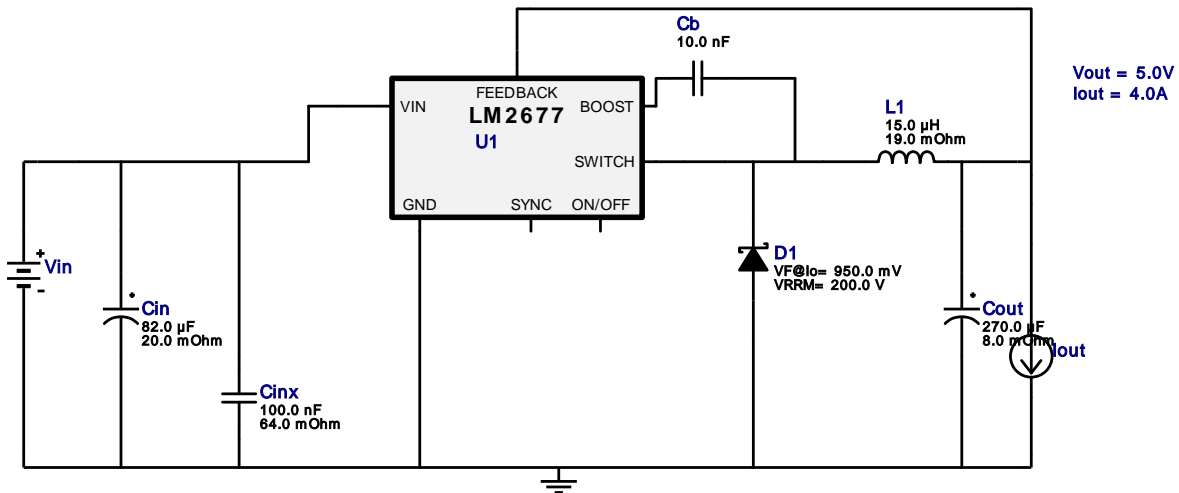 Cb
10.0 nF
Vout = 5.0V
Iout = 4.0A
FEEDBACK
VIN
BOOST
LM2677
U1
L1
15.0 µH
19.0 mOhm
SWITCH
GND
SYNC
ON/OFF
+
Vin
-
D1
VF@Io= 950.0 mV
VRRM= 200.0 V
Cin
82.0 µF
20.0 mOhm
Cout
270.0 µF
8.0 mOhm
Iout
Cinx
100.0 nF
64.0 mOhm